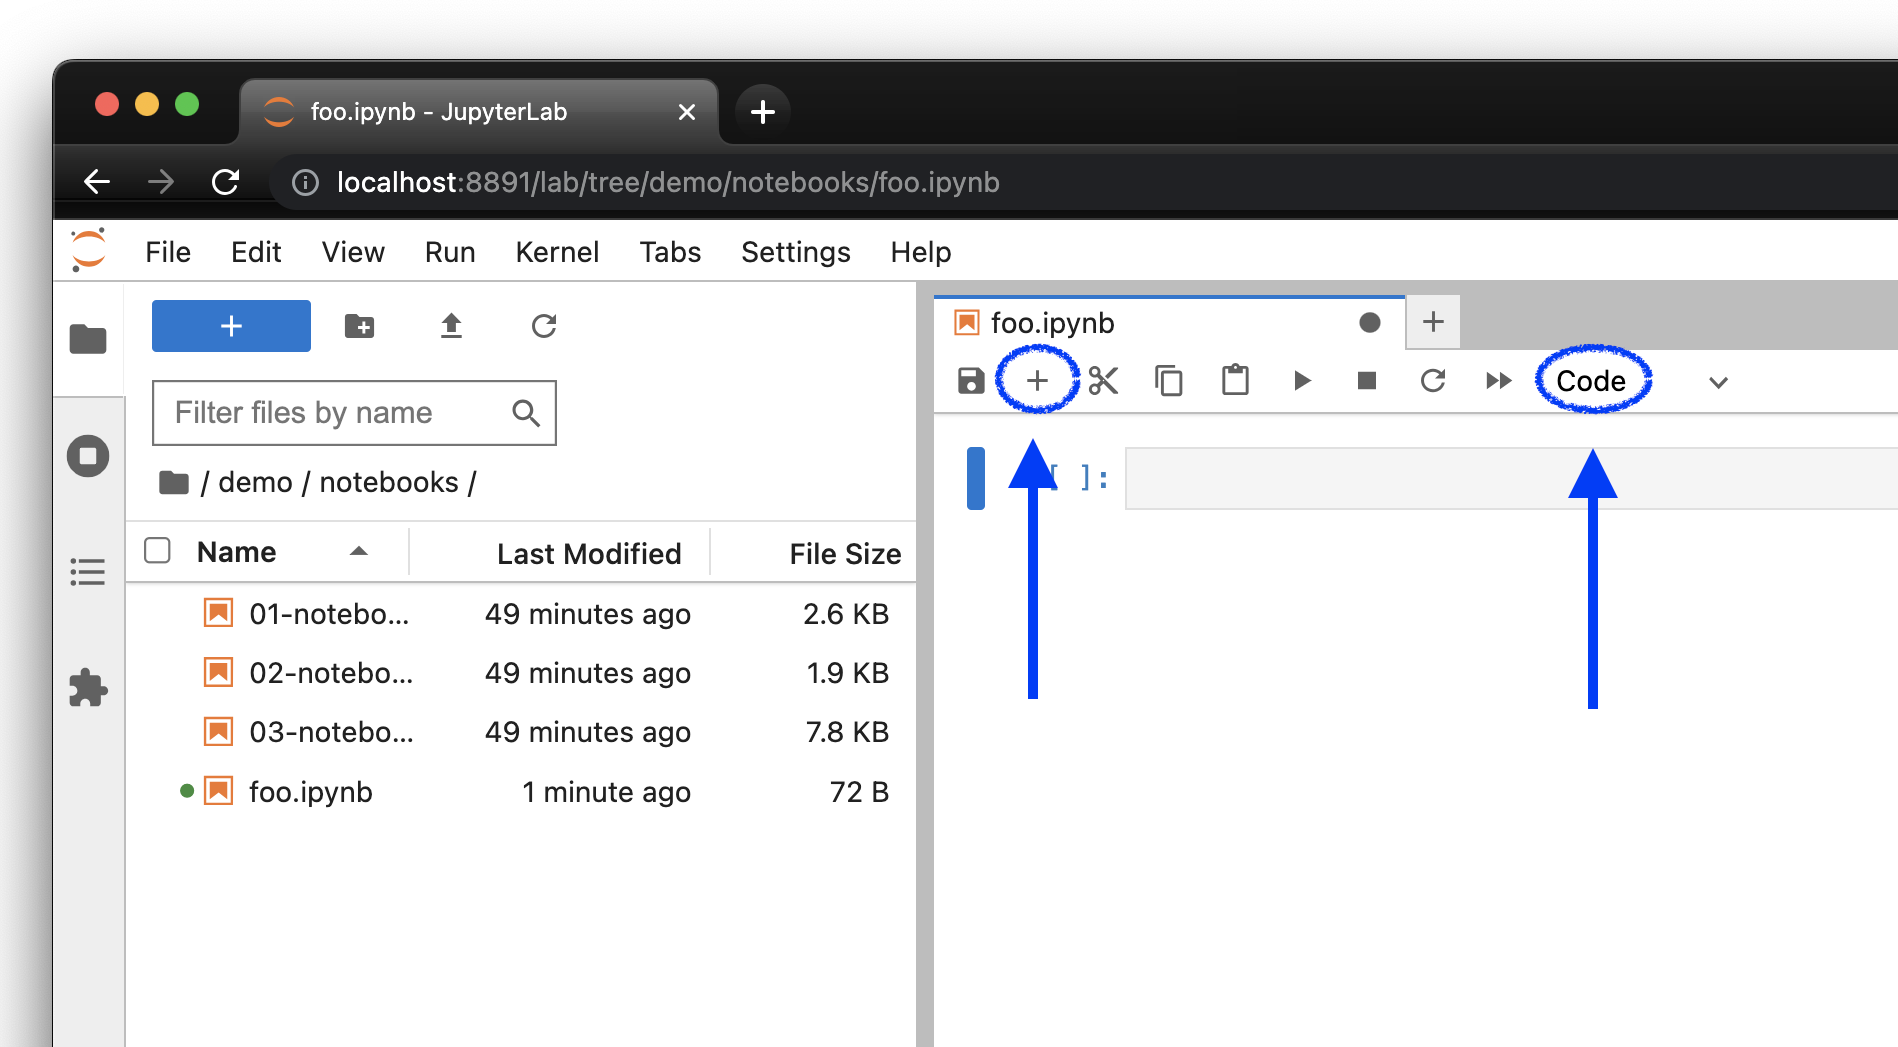 foo.ipynb - JupyterLab
localhost:8891/lab/tree/demo/notebooks/foo.ipynb
File Edit View Run Kernel Tabs Settings Help
Filter files by name
/ demo / notebooks /
Name Last Modified File Size
01-notebo... 49 minutes ago 2.6 KB
02-notebo... 49 minutes ago 1.9 KB
03-notebo... 49 minutes ago 7.8 KB
foo.ipynb 1 minute ago 72 B
foo.ipynb
Code
[ ]: